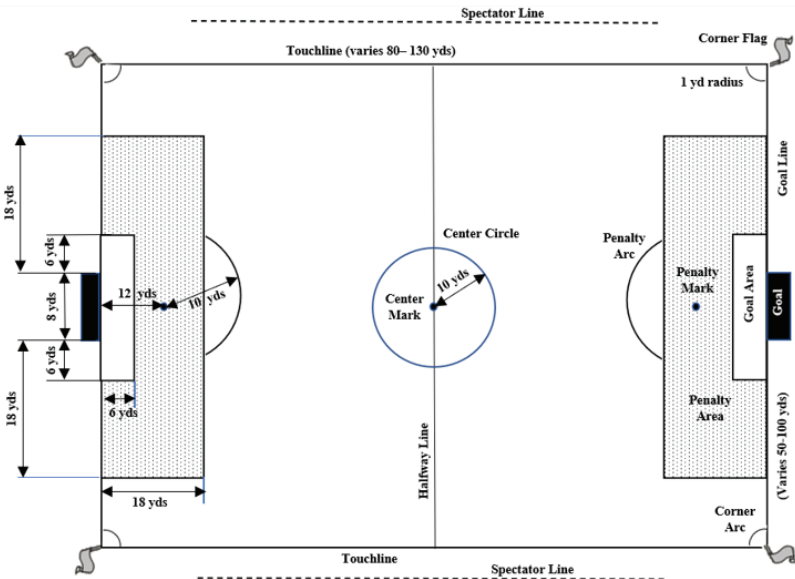 Spectator Line
Corner Flag
Touchline (varies 80– 130 yds)
1 yd radius
18 yds
Goal Line
6 yds
Center Circle
Penalty
Arc
12 yds
10 yds
8 yds
10 yds
Center
Mark
Penalty
Mark
Goal Area
Goal
6 yds
6 yds
18 yds
Penalty
Area
Halfway Line
(Varies 50-100 yds)
18 yds
Corner
Arc
Touchline
Spectator Line